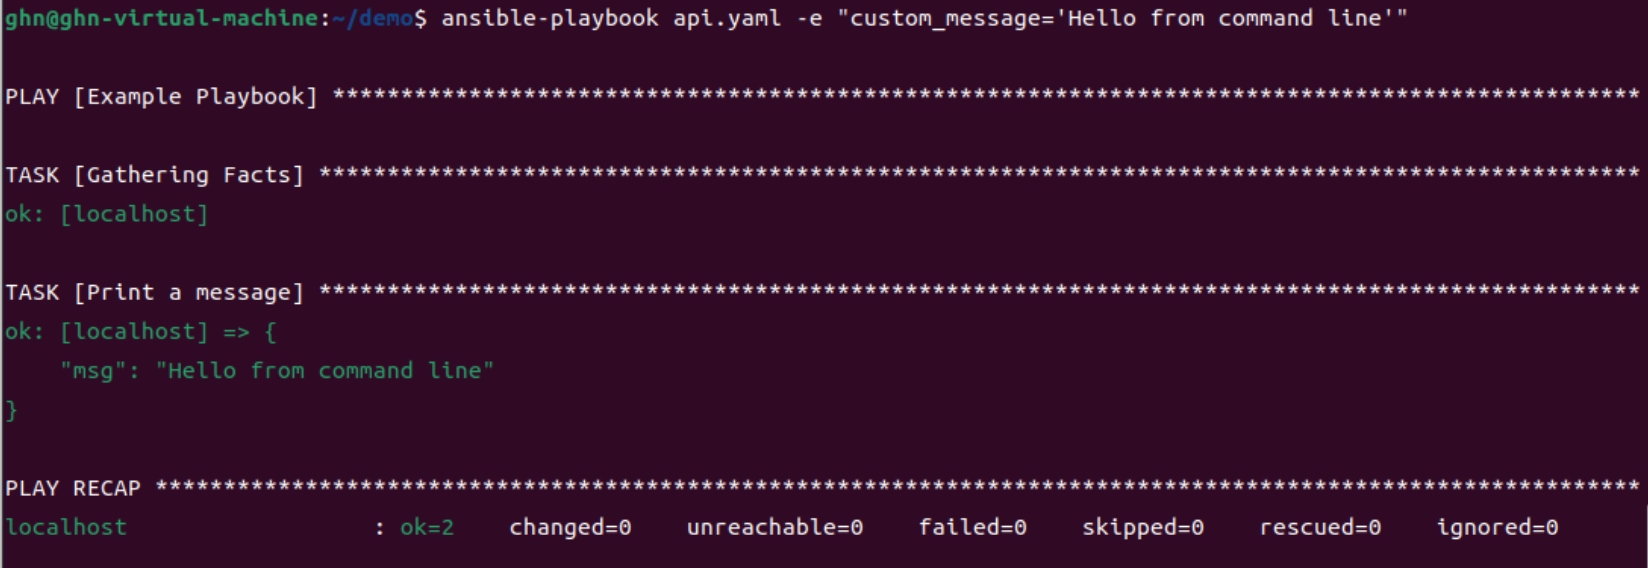 ghn@ghn-virtual-machine:~/demo$ ansible-playbook api.yaml -e "custom_message='Hello from command line'"
PLAY [Example Playbook] ************************************************************************************************
TASK [Gathering Facts] *************************************************************************************************
ok: [localhost]
TASK [Print a message] *************************************************************************************************
ok: [localhost] => {
    "msg": "Hello from command line"
}
PLAY RECAP *************************************************************************************************************
localhost                  : ok=2    changed=0    unreachable=0    failed=0    skipped=0    rescued=0    ignored=0